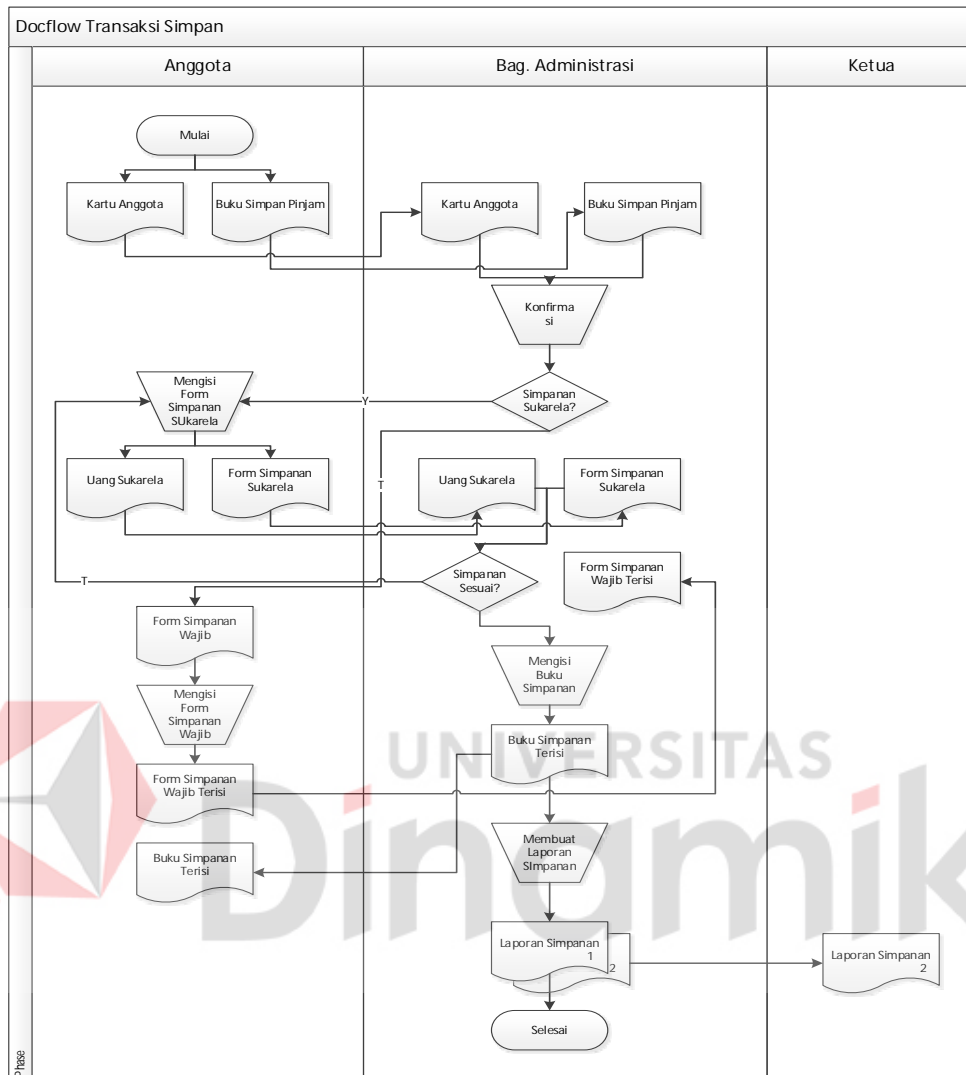 Docflow Transaksi Simpan
Anggota
Bag. Administrasi
Ketua
Mulai
Kartu Anggota
Buku Simpan Pinjam
Kartu Anggota
Buku Simpan Pinjam
Konfirma
si
Simpanan
Sukarela?
Y
Mengisi
Form
Simpanan
SUkarela
Uang Sukarela
Form Simpanan
Sukarela
T
Uang Sukarela
Form Simpanan
Sukarela
Simpanan
Sesuai?
T
Form Simpanan
Wajib Terisi
Form Simpanan
Wajib
Mengisi
Form
Simpanan
Wajib
Form Simpanan
Wajib Terisi
Mengisi
Buku
Simpanan
Buku Simpanan
Terisi
Buku Simpanan
Terisi
Membuat
Laporan
SImpanan
Laporan Simpanan
1
2
Laporan Simpanan
2
Selesai
Phase
UNIVERSITAS
Dinamik